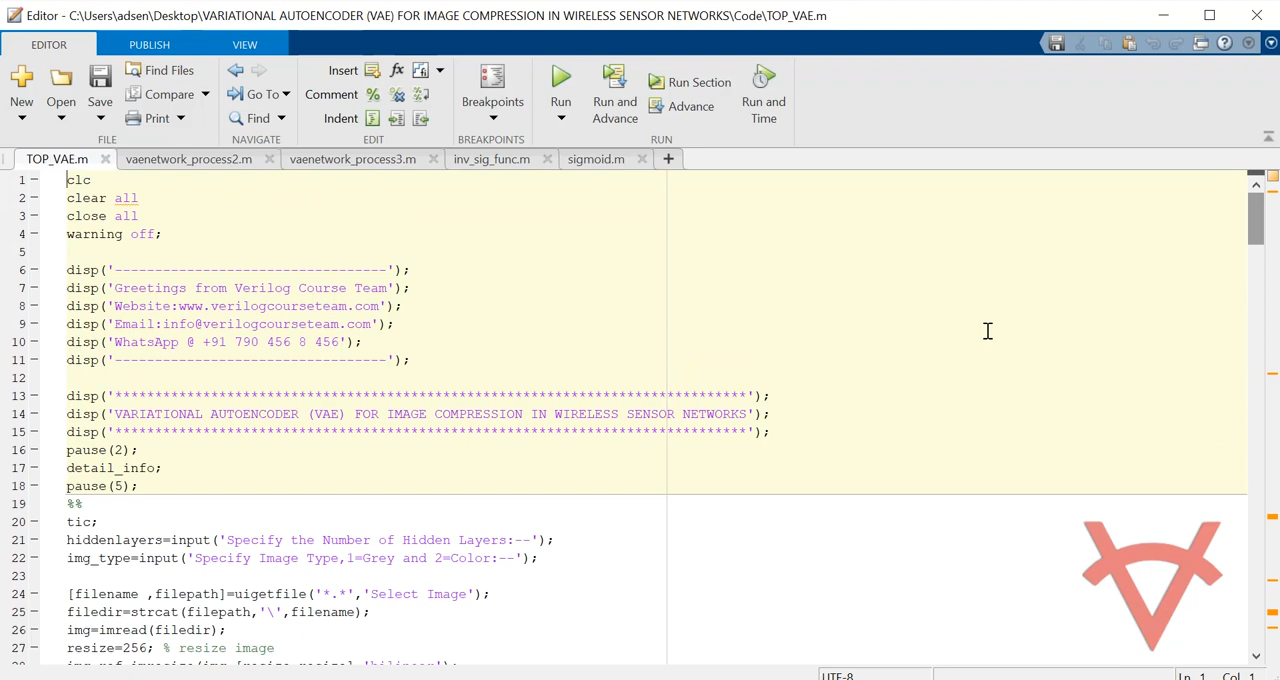 Editor - C:\Users\adsen\Desktop\VARIATIONAL AUTOENCODER (VAE) FOR IMAGE COMPRESSION IN WIRELESS SENSOR NETWORKS\Code\TOP_VAE.m
EDITOR PUBLISH VIEW
New Open Save Find Files Compare Print
Go To Find
Insert fx Comment Indent
Breakpoints
Run Run and Advance Run Section Advance Run and Time
FILE NAVIGATE EDIT BREAKPOINTS RUN
TOP_VAE.m vaenetwork_process2.m vaenetwork_process3.m inv_sig_func.m sigmoid.m
1 clc
2 clear all
3 close all
4 warning off;
5
6 disp('----------------------------------');
7 disp('Greetings from Verilog Course Team');
8 disp('Website:www.verilogcourseteam.com');
9 disp('Email:info@verilogcourseteam.com');
10 disp('WhatsApp @ +91 790 456 8 456');
11 disp('----------------------------------');
12
13 disp('*******************************************************************************');
14 disp('VARIATIONAL AUTOENCODER (VAE) FOR IMAGE COMPRESSION IN WIRELESS SENSOR NETWORKS');
15 disp('*******************************************************************************');
16 pause(2);
17 detail_info;
18 pause(5);
19 %%
20 tic;
21 hiddenlayers=input('Specify the Number of Hidden Layers:--');
22 img_type=input('Specify Image Type,1=Grey and 2=Color:--');
23
24 [filename ,filepath]=uigetfile('*.*','Select Image');
25 filedir=strcat(filepath,'\',filename);
26 img=imread(filedir);
27 resize=256; % resize image
UTF-8 Ln 1 Col 1